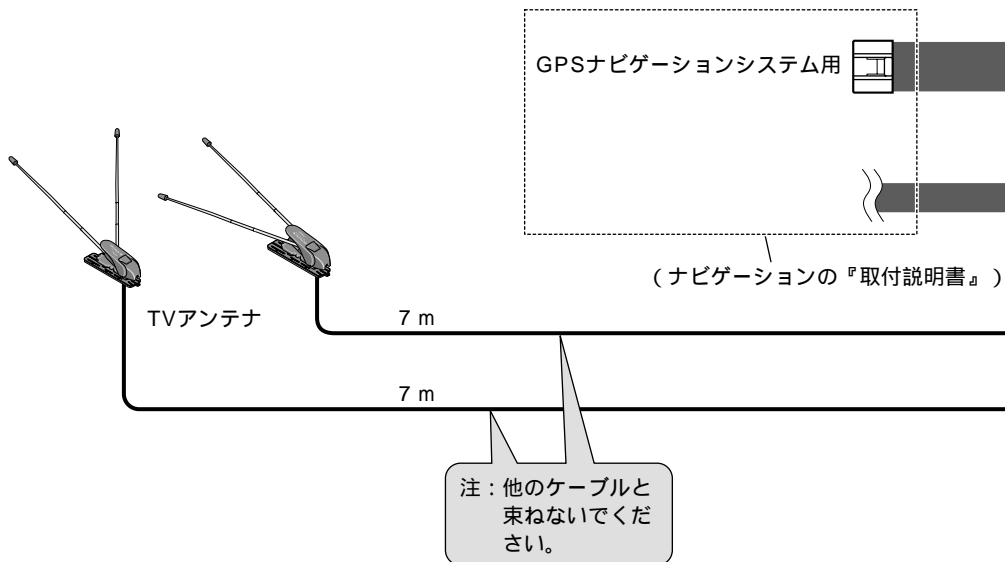 GPSナビゲーションシステム用
(ナビゲーションの『取付説明書』)
TVアンテナ
7 m
7 m
注:他のケーブルと
束ねないでくだ
さい。